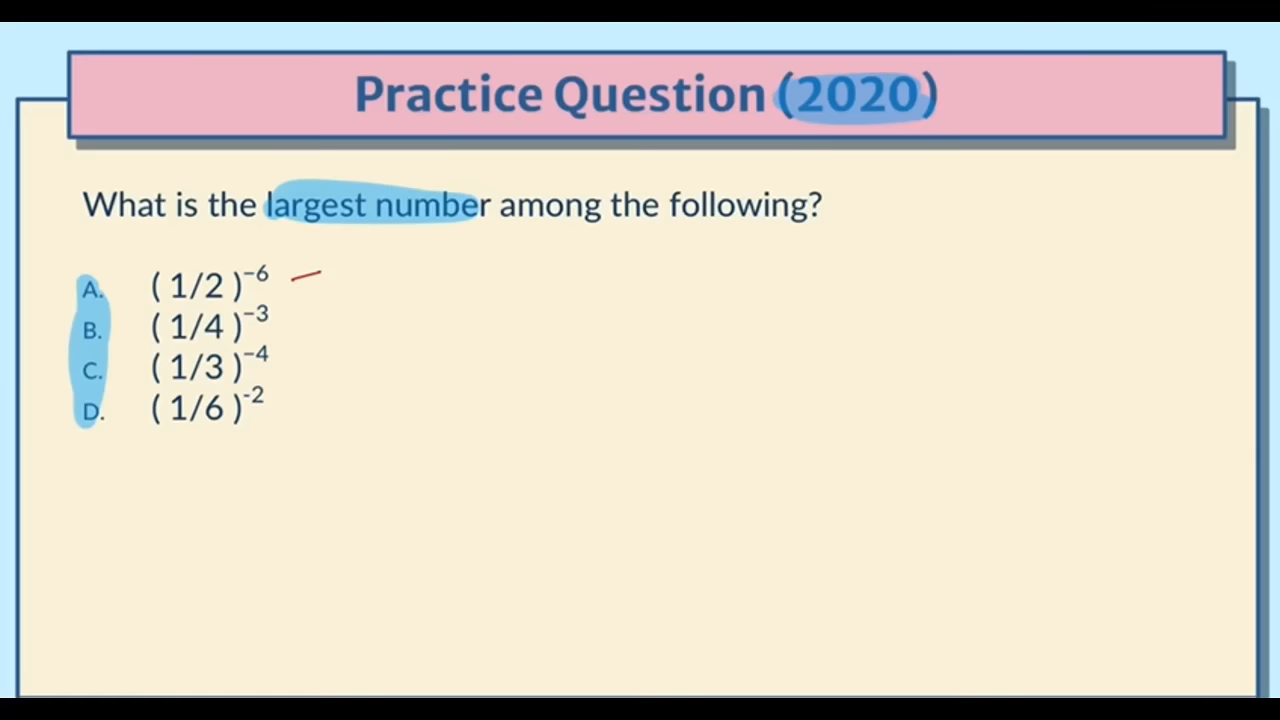 Practice Question (2020)
What is the largest number among the following?
A. ( 1/2 )⁻⁶
B. ( 1/4 )⁻³
C. ( 1/3 )⁻⁴
D. ( 1/6 )⁻²